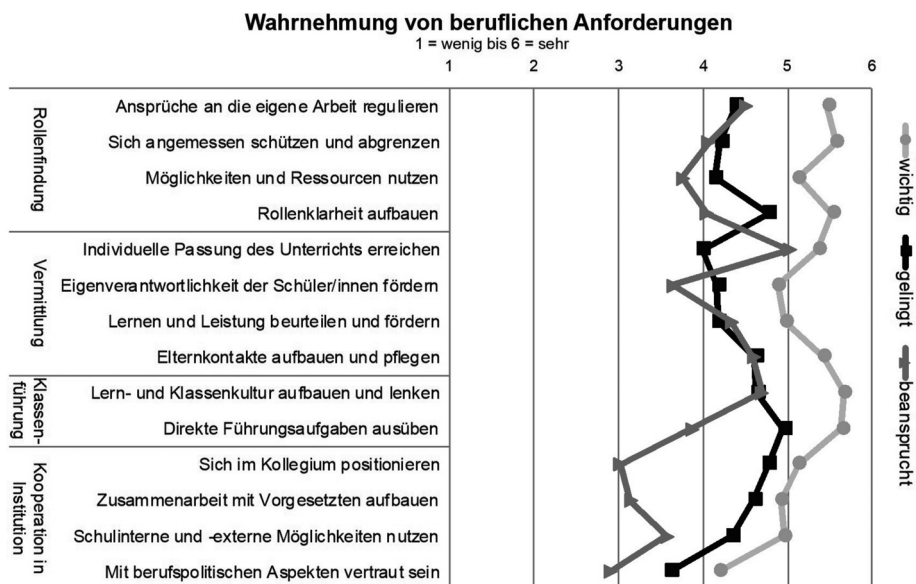 Wahrnehmung von beruflichen Anforderungen
1 = wenig bis 6 = sehr
1 2 3 4 5 6
Rollenfindung
Ansprüche an die eigene Arbeit regulieren
Sich angemessen schützen und abgrenzen
Möglichkeiten und Ressourcen nutzen
Rollenklarheit aufbauen
Vermittlung
Individuelle Passung des Unterrichts erreichen
Eigenverantwortlichkeit der Schüler/innen fördern
Lernen und Leistung beurteilen und fördern
Elternkontakte aufbauen und pflegen
Klassen-
führung
Lern- und Klassenkultur aufbauen und lenken
Direkte Führungsaufgaben ausüben
Kooperation in
Institution
Sich im Kollegium positionieren
Zusammenarbeit mit Vorgesetzten aufbauen
Schulinterne und -externe Möglichkeiten nutzen
Mit berufspolitischen Aspekten vertraut sein
wichtig
gelingt
beansprucht